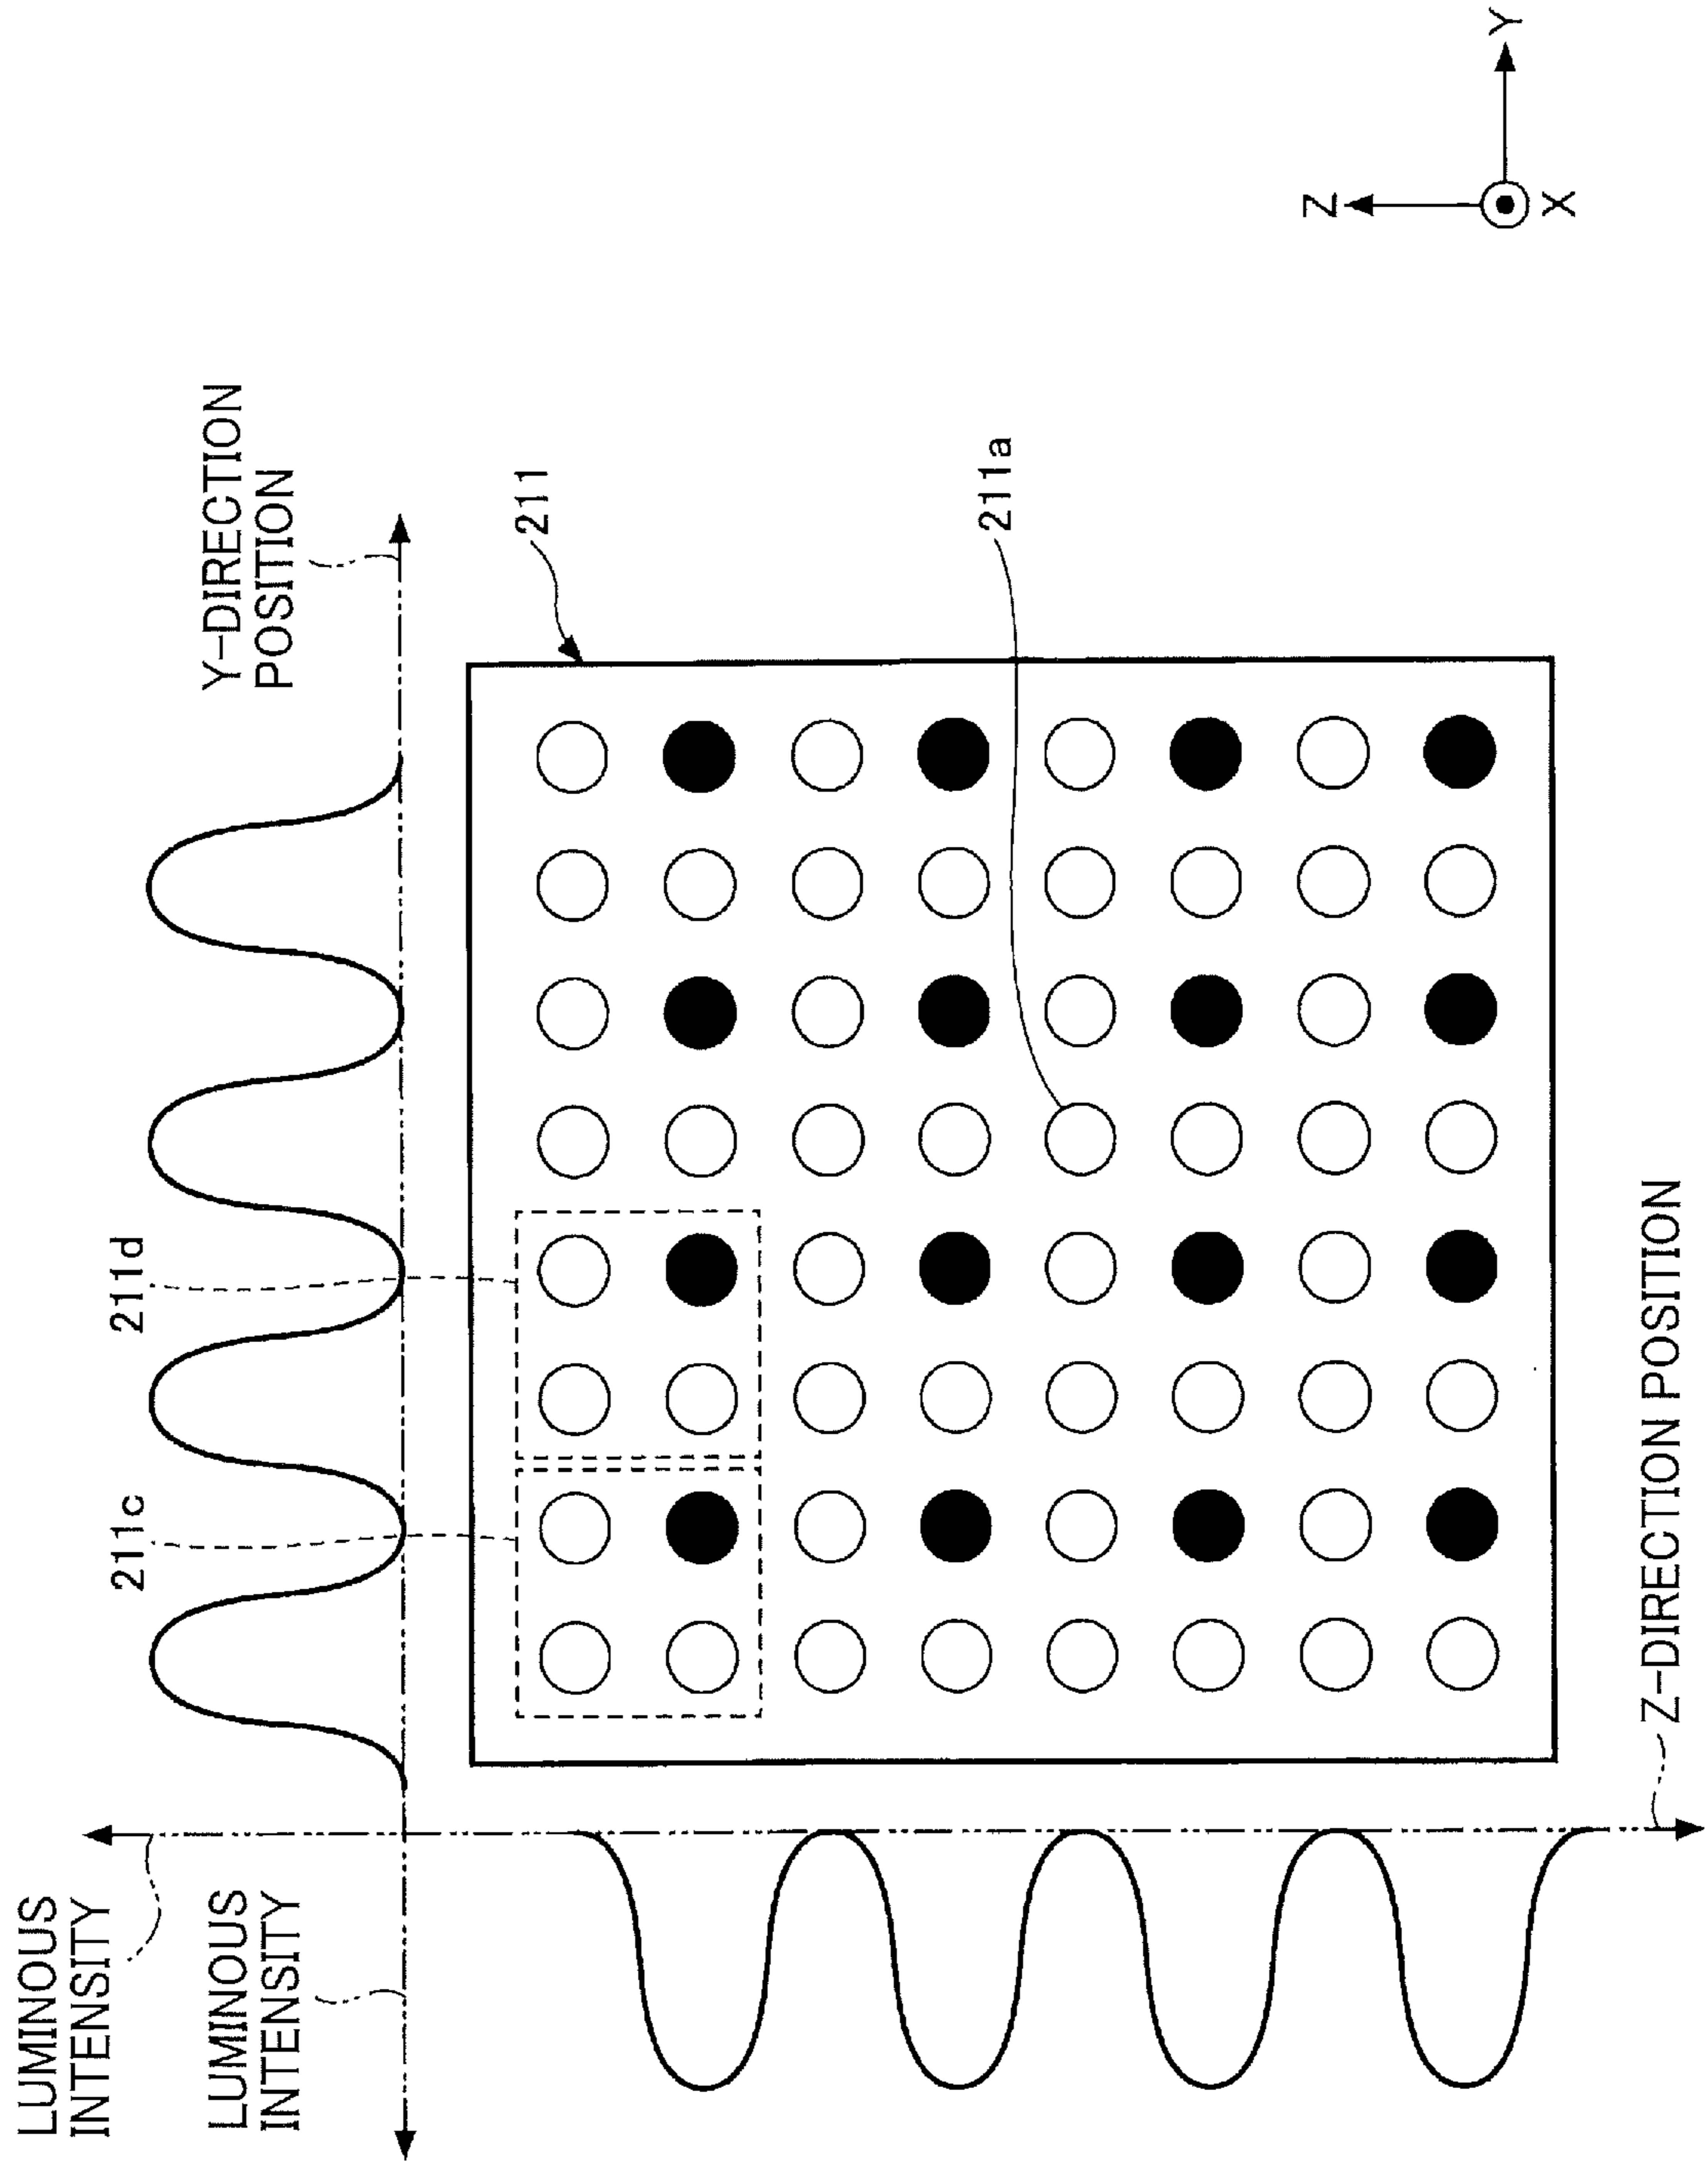 LUMINOUS
INTENSITY
LUMINOUS
INTENSITY
211c
211d
Y-DIRECTION
POSITION
211
211a
Z-DIRECTION POSITION
Z
Y
X